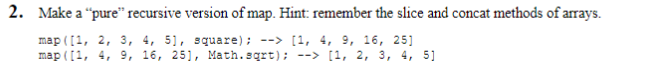 2. Make a “pure” recursive version of map. Hint: remember the slice and concat methods of arrays.
map([1, 2, 3, 4, 5], square); --> [1, 4, 9, 16, 25]
map([1, 4, 9, 16, 25], Math.sqrt); --> [1, 2, 3, 4, 5]